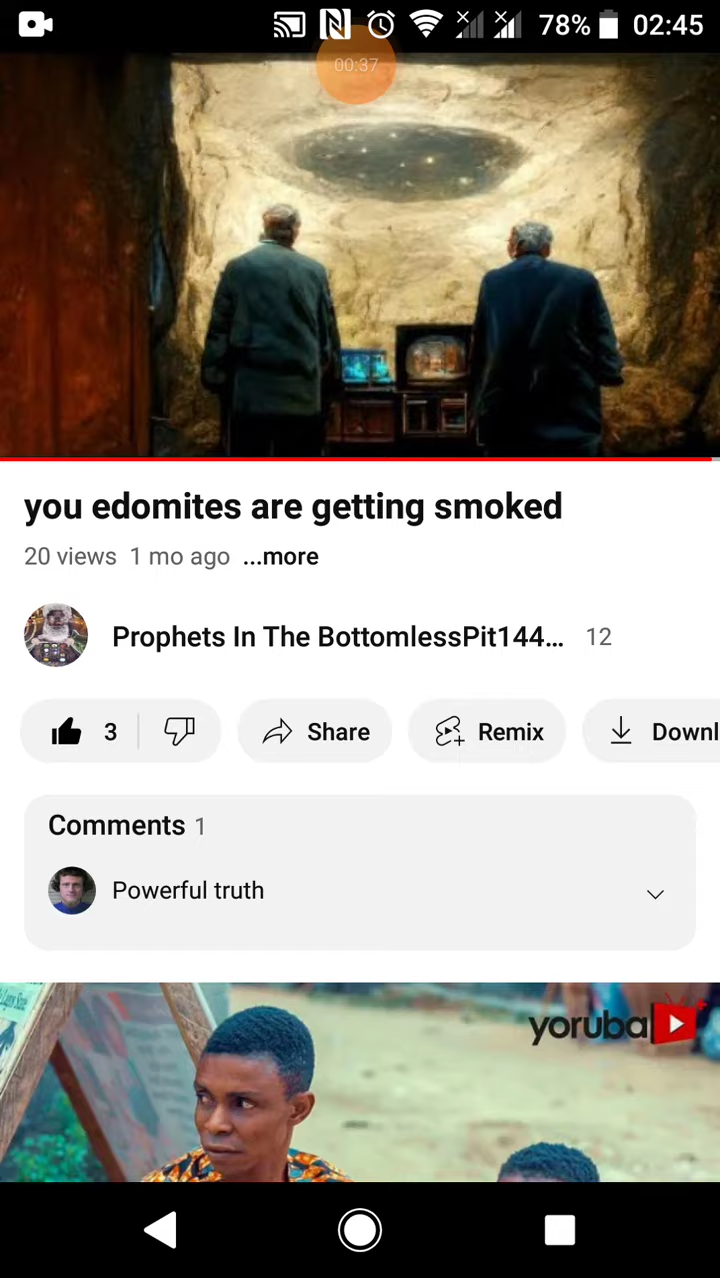 78% 02:45
00:37
you edomites are getting smoked
20 views 1 mo ago ...more
Prophets In The BottomlessPit144... 12
3 Share Remix Downl
Comments 1
Powerful truth
yoruba